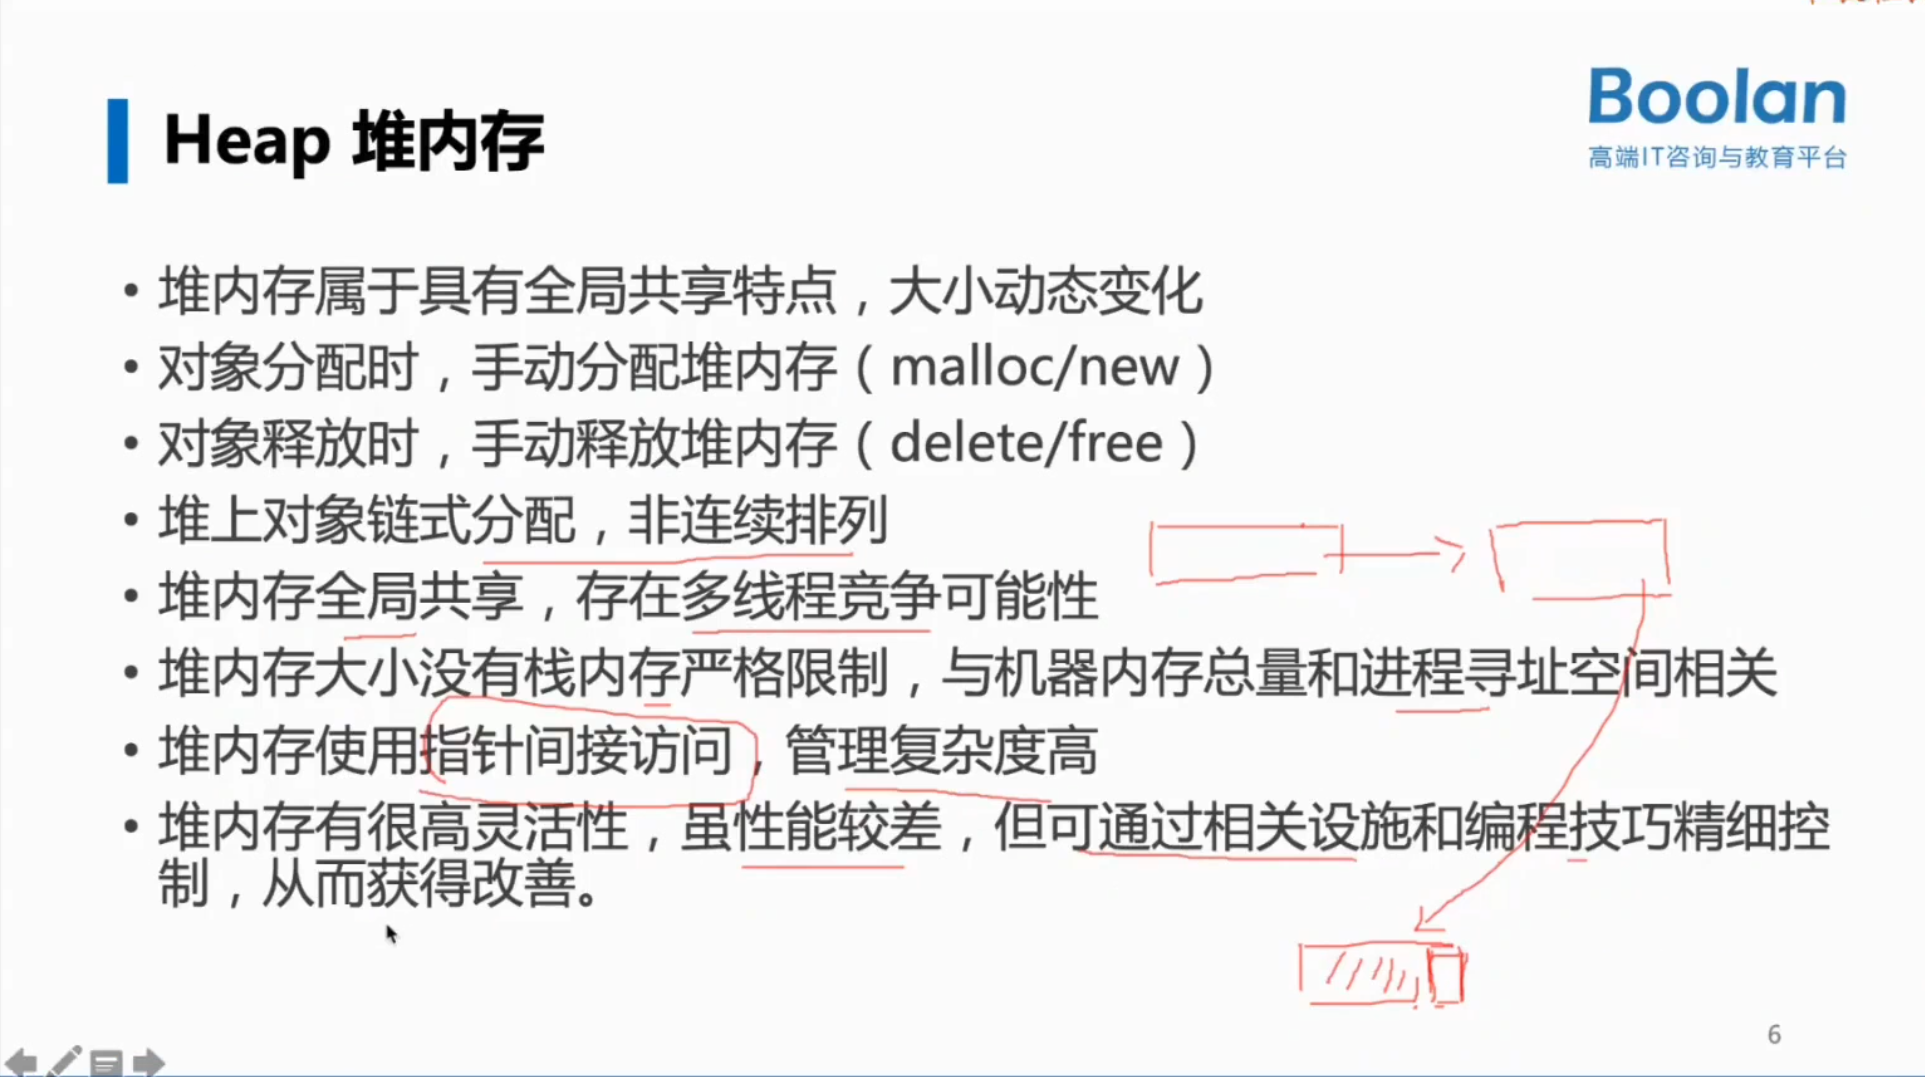 Boolan
高端IT咨询与教育平台
Heap 堆内存
• 堆内存属于具有全局共享特点，大小动态变化
• 对象分配时，手动分配堆内存（malloc/new）
• 对象释放时，手动释放堆内存（delete/free）
• 堆上对象链式分配，非连续排列
• 堆内存全局共享，存在多线程竞争可能性
• 堆内存大小没有栈内存严格限制，与机器内存总量和进程寻址空间相关
• 堆内存使用指针间接访问，管理复杂度高
• 堆内存有很高灵活性，虽性能较差，但可通过相关设施和编程技巧精细控
制，从而获得改善。
6